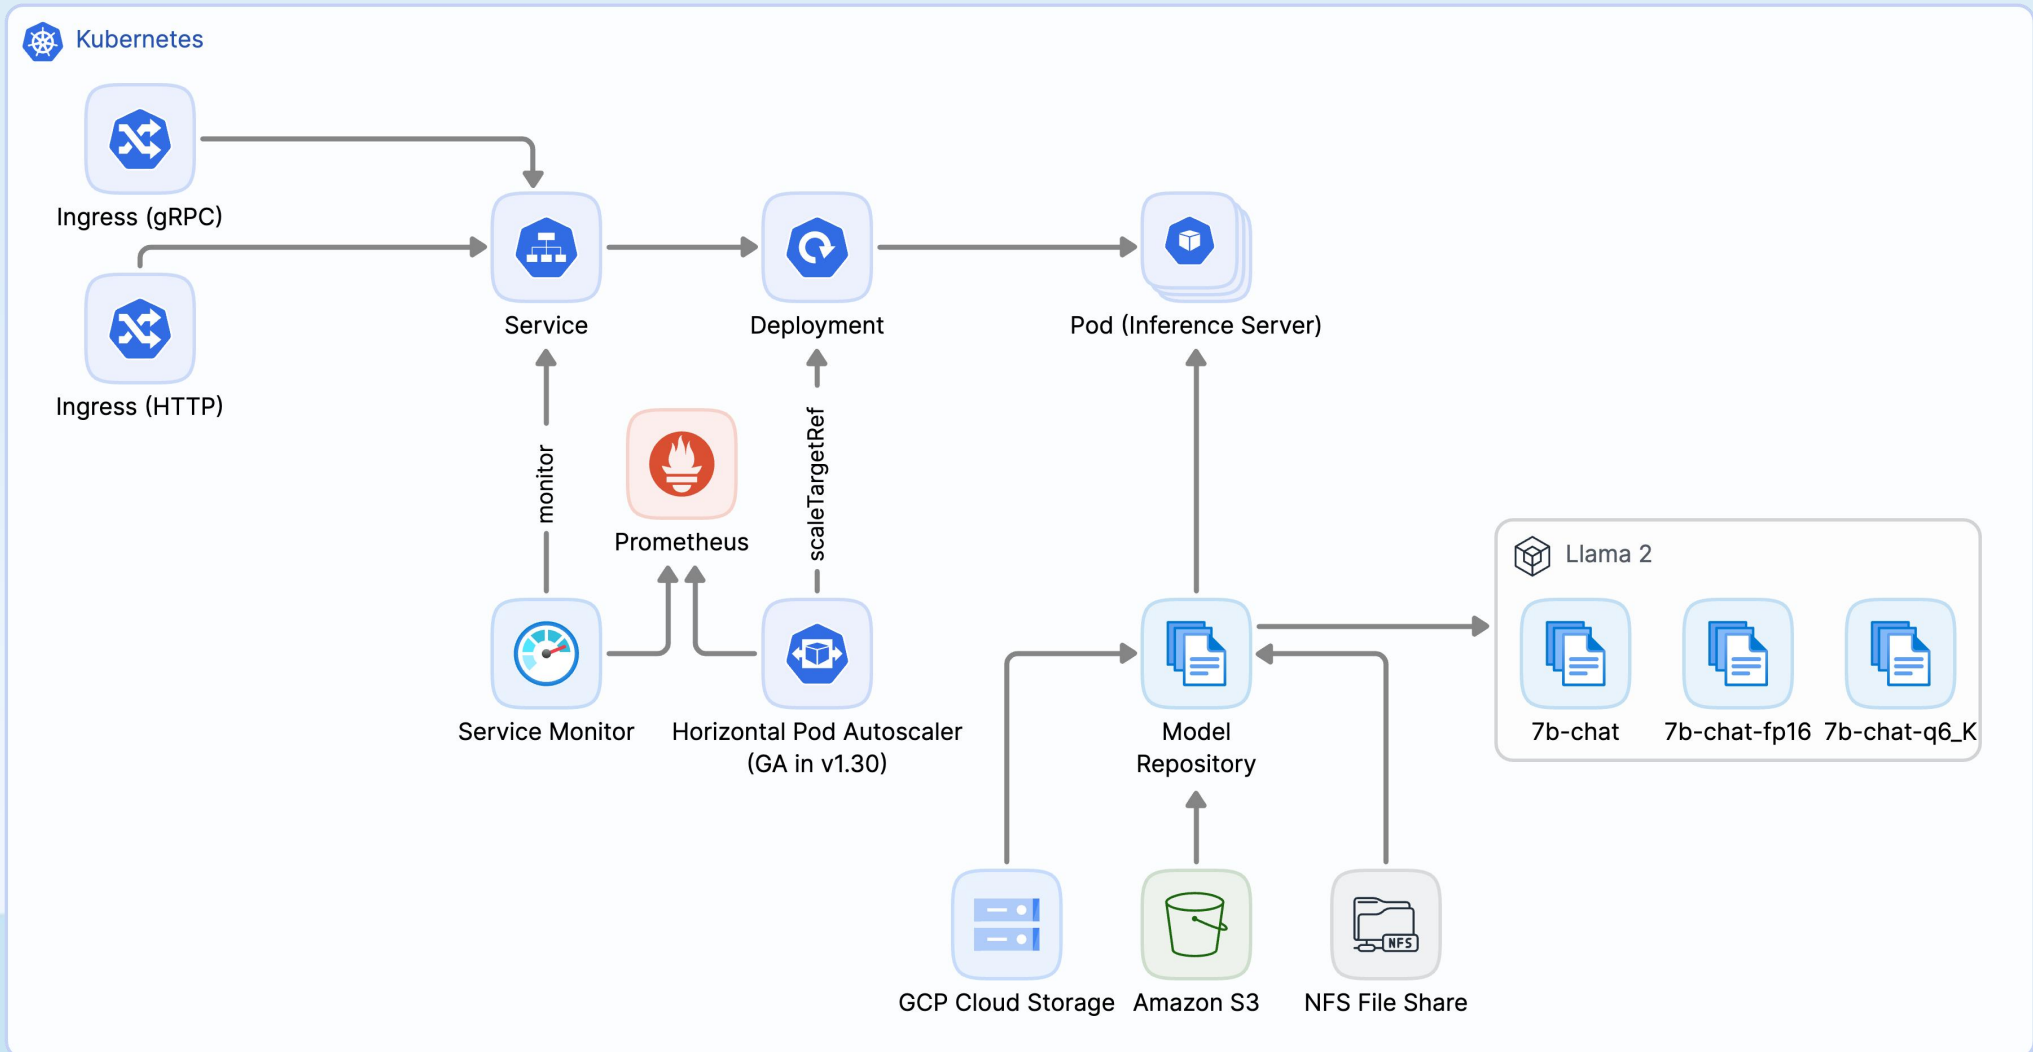 Kubernetes
Ingress (gRPC)
Ingress (HTTP)
Service
Deployment
Pod (Inference Server)
monitor
scaleTargetRef
Prometheus
Service Monitor
Horizontal Pod Autoscaler
(GA in v1.30)
Model
Repository
Llama 2
7b-chat
7b-chat-fp16
7b-chat-q6_K
GCP Cloud Storage
Amazon S3
NFS
NFS File Share